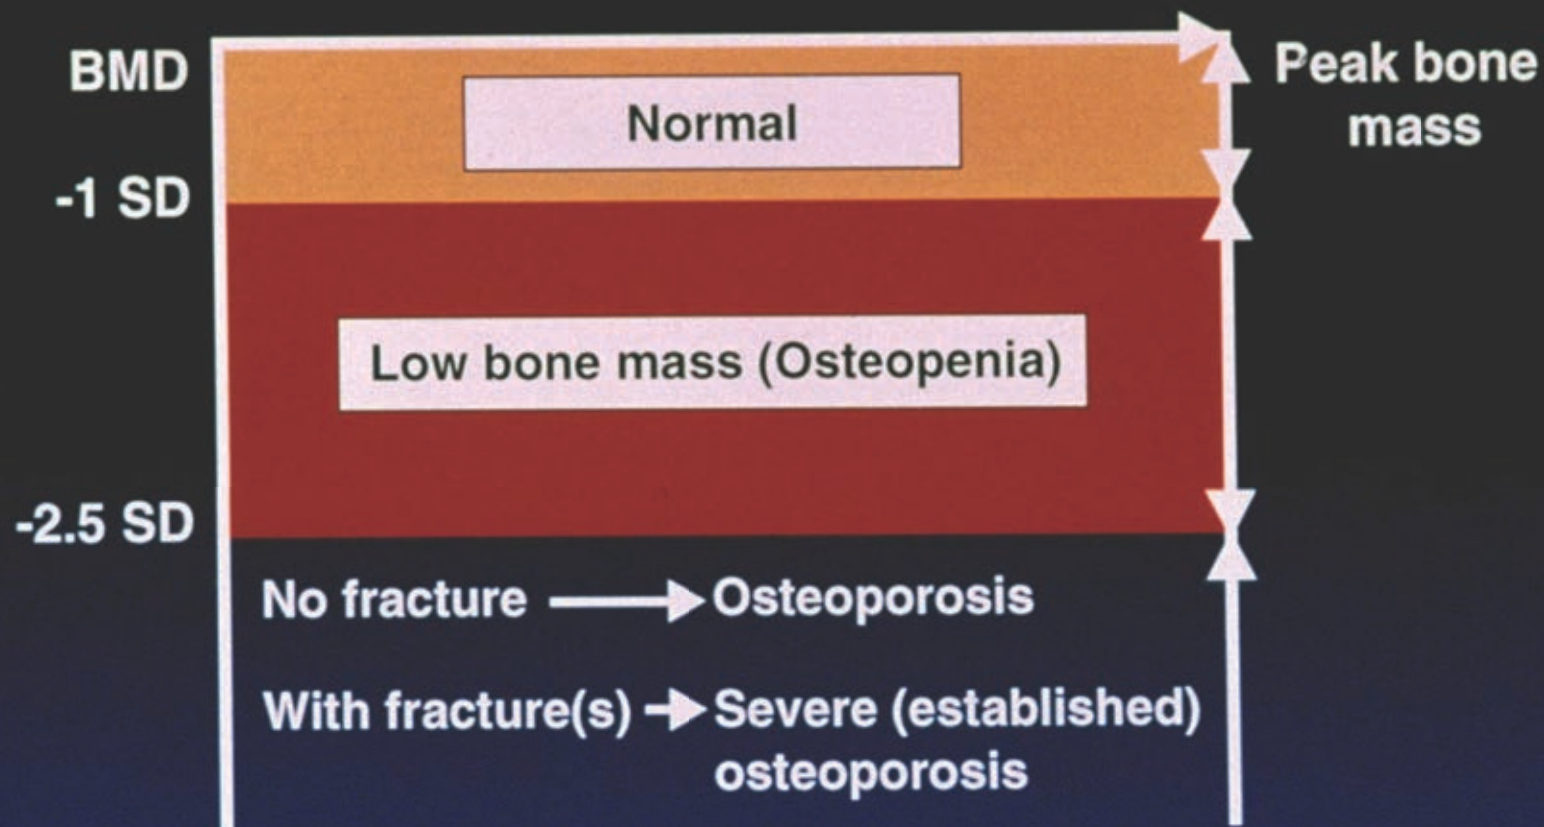 BMD
Peak bone
mass
Normal
-1 SD
Low bone mass (Osteopenia)
-2.5 SD
No fracture Osteoporosis
With fracture(s) Severe (established)
osteoporosis